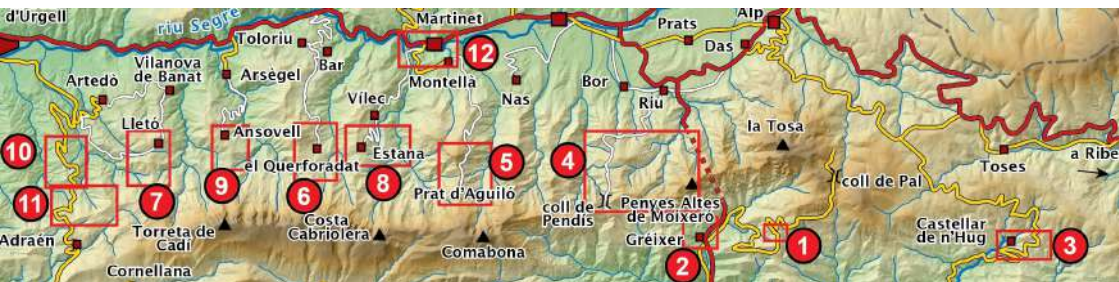 d'Urgell
riu Segre
Martinet
Prats
Alp
Toloriu
Bar
12
Das
Vilanova
de Banat
Arsègel
Montellà
Artedò
Nas
Bor
Riu
Vílec
Lletó
Ansovell
la Tosa
10
el Querforadat
Estana
5
4
Toses
a Ribe
7
9
6
8
Prat d'Aguiló
coll de Pal
11
coll de
Pendís
Penyes Altes
de Moixeró
Torreta de
Cadí
Costa
Cabriolera
Castellar
de n'Hug
Adraén
Gréixer
1
3
Comabona
2
Cornellana